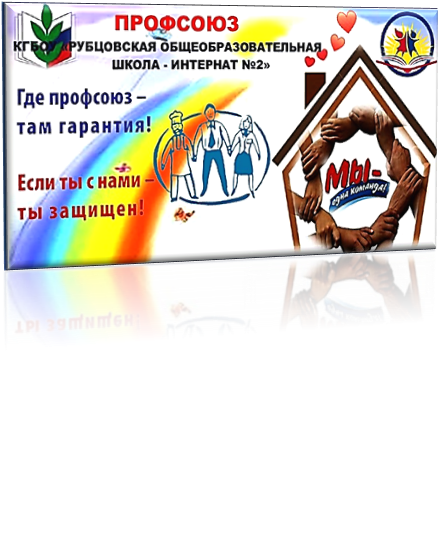 ПРОФСОЮЗ
КГБОУ «РУБЦОВСКАЯ ОБЩЕОБРАЗОВАТЕЛЬНАЯ
ШКОЛА - ИНТЕРНАТ №2»
Где профсоюз –
там гарантия!
Если ты с нами –
ты защищен!
МЫ-
одна команда!